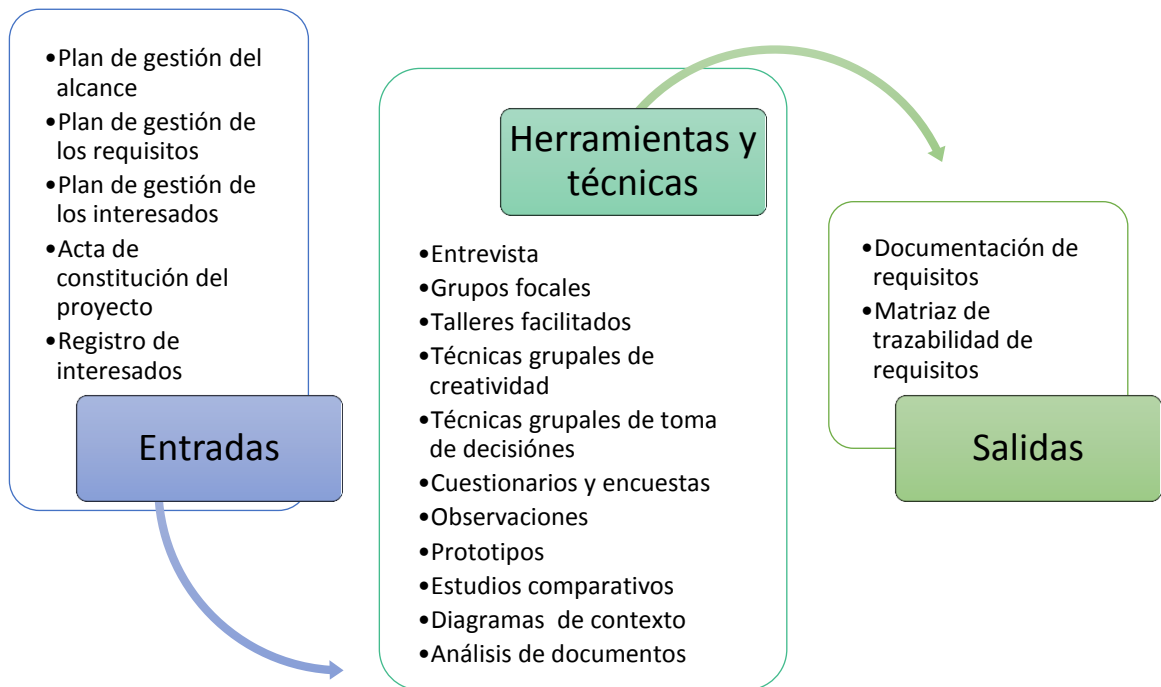 •Plan de gestión del
alcance
•Plan de gestión de
los requisitos
•Plan de gestión de
los interesados
•Acta de
constitución del
proyecto
•Registro de
interesados
Entradas
Herramientas y
técnicas
•Entrevista
•Grupos focales
•Talleres facilitados
•Técnicas grupales de
creatividad
•Técnicas grupales de toma
de decisiónes
•Cuestionarios y encuestas
•Observaciones
•Prototipos
•Estudios comparativos
•Diagramas de contexto
•Análisis de documentos
•Documentación de
requisitos
•Matriaz de
trazabilidad de
requisitos
Salidas